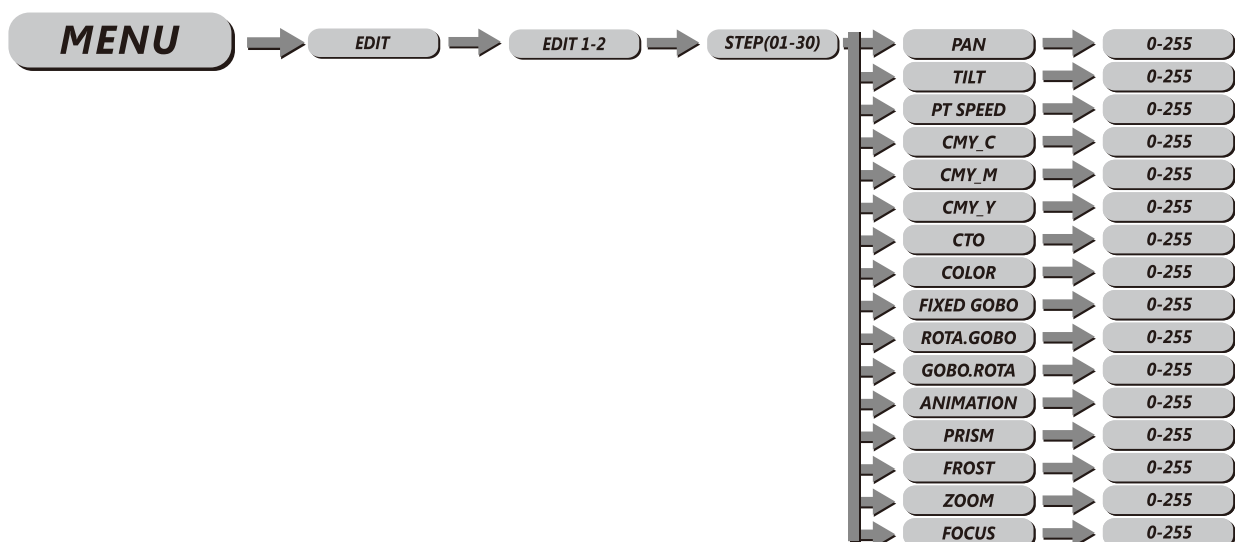 MENU EDIT EDIT 1-2 STEP(01-30) PAN 0-255
TILT 0-255
PT SPEED 0-255
CMY_C 0-255
CMY_M 0-255
CMY_Y 0-255
CTO 0-255
COLOR 0-255
FIXED GOBO 0-255
ROTA.GOBO 0-255
GOBO.ROTA 0-255
ANIMATION 0-255
PRISM 0-255
FROST 0-255
ZOOM 0-255
FOCUS 0-255